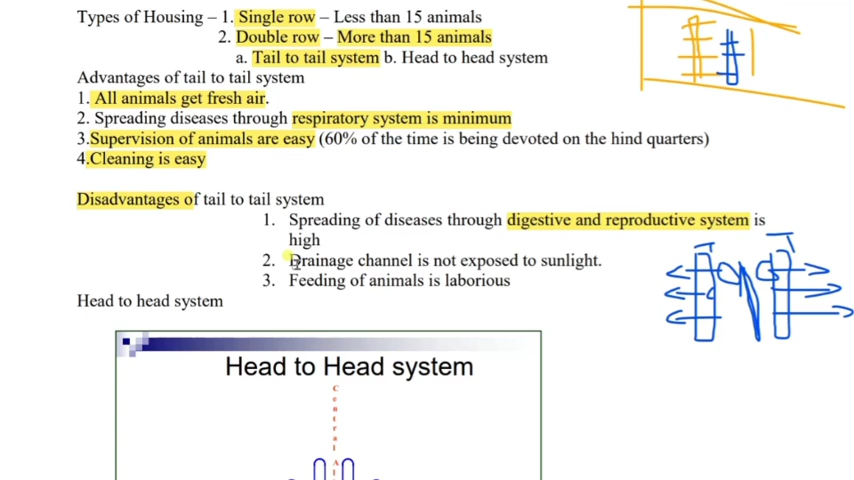 Types of Housing – 1. Single row – Less than 15 animals
2. Double row – More than 15 animals
a. Tail to tail system b. Head to head system
Advantages of tail to tail system
1. All animals get fresh air.
2. Spreading diseases through respiratory system is minimum
3.Supervision of animals are easy (60% of the time is being devoted on the hind quarters)
4.Cleaning is easy
Disadvantages of tail to tail system
1. Spreading of diseases through digestive and reproductive system is
high
2. Drainage channel is not exposed to sunlight.
3. Feeding of animals is laborious
Head to head system
Head to Head system
Central Al